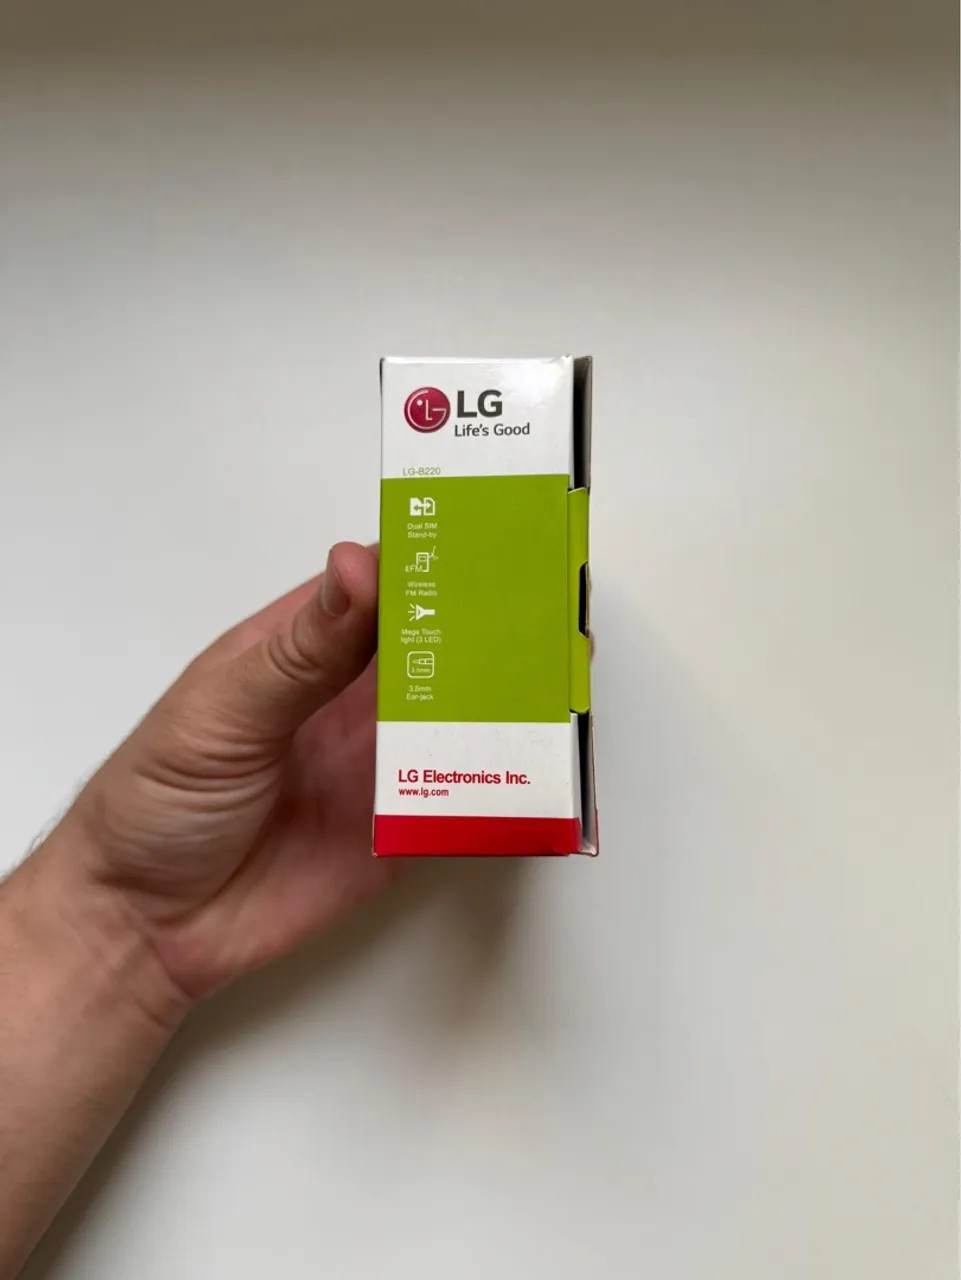 LG
Life's Good
LG-B220
Dual SIM
Stand-by
FM
Wireless
FM Radio
Mega Touch
light (3 LED)
3.5mm
3.5mm
Ear-jack
LG Electronics Inc.
www.lg.com